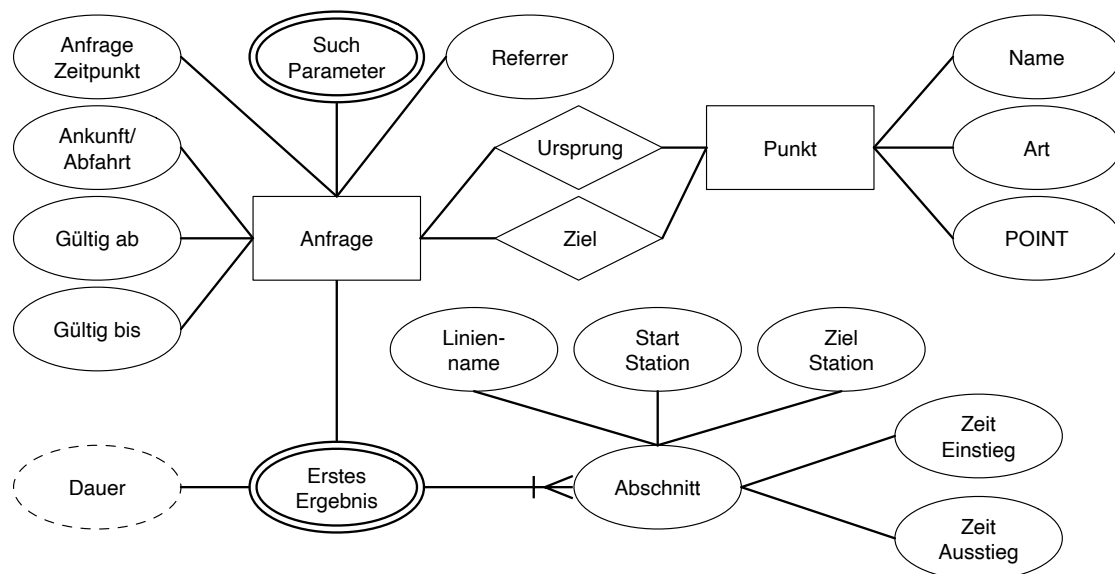 Anfrage
Zeitpunkt
Such
Parameter
Referrer
Name
Ankunft/
Abfahrt
Ursprung
Punkt
Art
Gültig ab
Anfrage
Ziel
POINT
Gültig bis
Linien-
name
Start
Station
Ziel
Station
Zeit
Einstieg
Dauer
Erstes
Ergebnis
Abschnitt
Zeit
Ausstieg